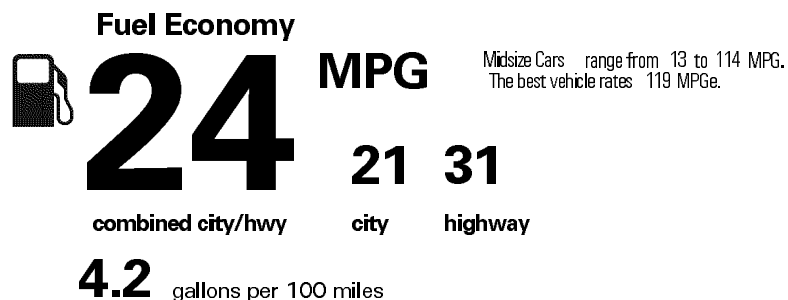 Fuel Economy
24 MPG
Midsize Cars range from 13 to 114 MPG.
The best vehicle rates 119 MPGe.
21 31
combined city/hwy city highway
4.2 gallons per 100 miles